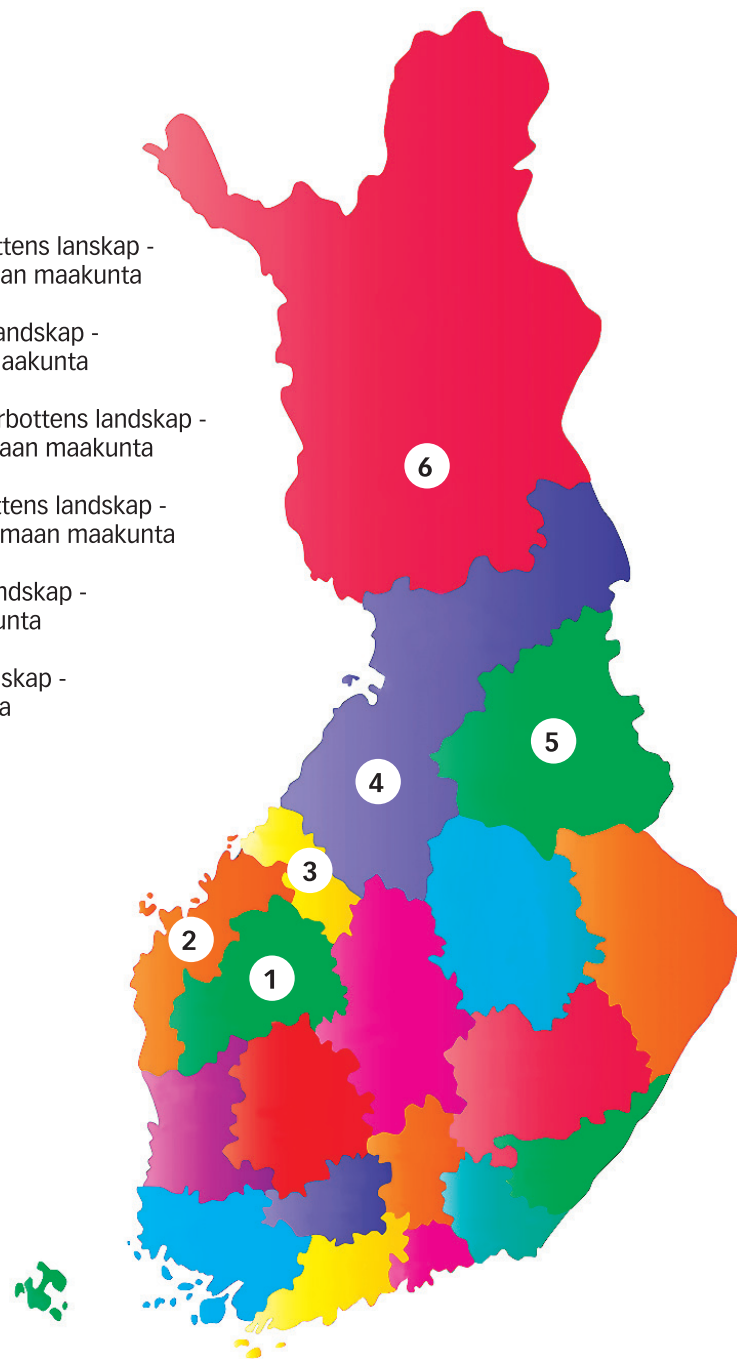 ttens lanskap -
an maakunta
andskap -
aakunta
rbottens landskap -
aan maakunta
ttens landskap -
maan maakunta
ndskap -
unta
skap -
a
6
5
4
3
2
1